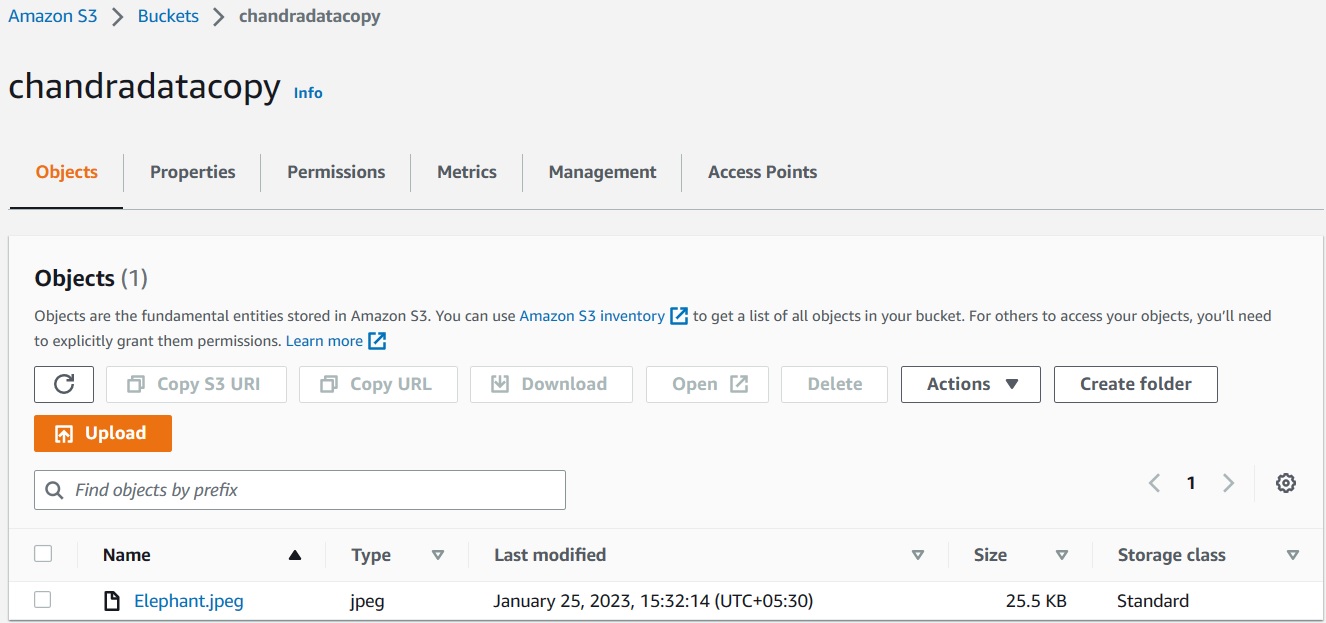 Amazon S3 > Buckets > chandradatacopy
chandradatacopy Info
Objects Properties Permissions Metrics Management Access Points
Objects (1)
Objects are the fundamental entities stored in Amazon S3. You can use Amazon S3 inventory to get a list of all objects in your bucket. For others to access your objects, you’ll need
to explicitly grant them permissions. Learn more
Copy S3 URI Copy URL Download Open Delete Actions Create folder
Upload
Find objects by prefix 1
Name Type Last modified Size Storage class
Elephant.jpeg jpeg January 25, 2023, 15:32:14 (UTC+05:30) 25.5 KB Standard